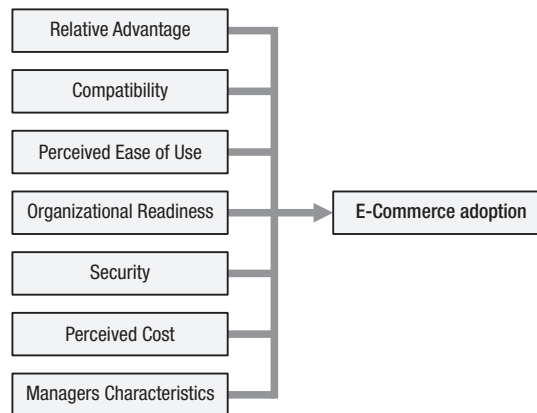 Relative Advantage
Compatibility
Perceived Ease of Use
Organizational Readiness
E-Commerce adoption
Security
Perceived Cost
Managers Characteristics